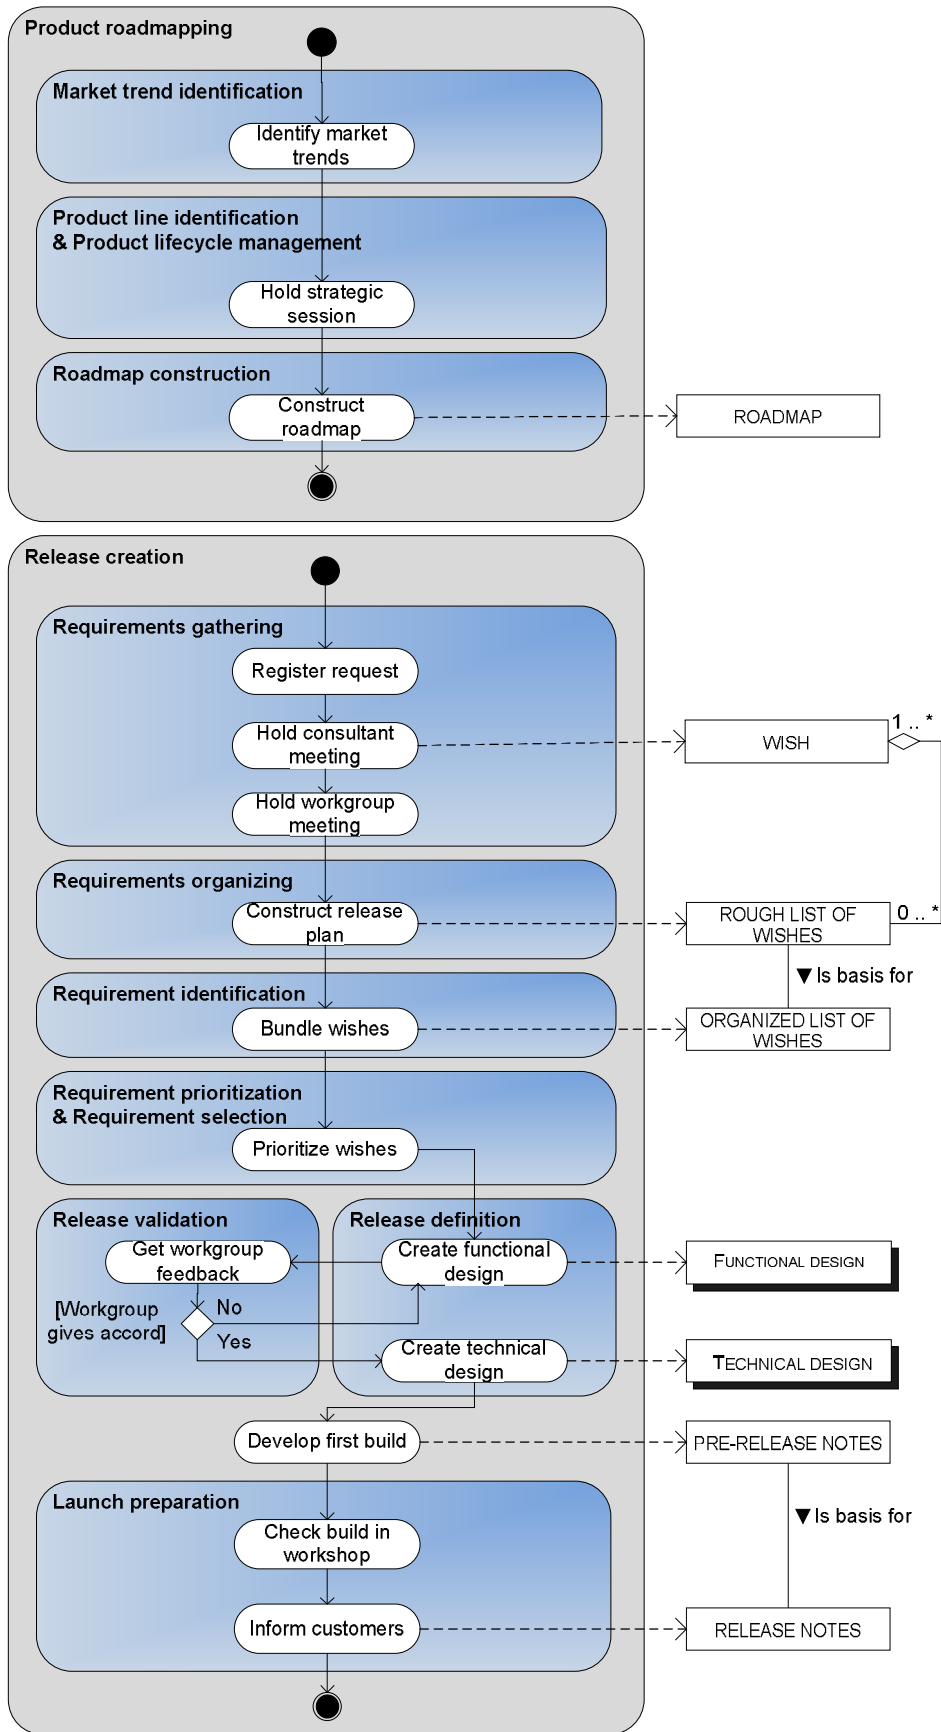 Product roadmapping
Market trend identification
Identify market
trends
Product line identification
& Product lifecycle management
Hold strategic
session
Roadmap construction
Construct
roadmap
ROADMAP
Release creation
Requirements gathering
Register request
Hold consultant
meeting
WISH
1 .. *
Hold workgroup
meeting
Requirements organizing
Construct release
plan
ROUGH LIST OF
WISHES
0 .. *
▼ Is basis for
Requirement identification
Bundle wishes
ORGANIZED LIST OF
WISHES
Requirement prioritization
& Requirement selection
Prioritize wishes
Release validation
Get workgroup
feedback
[Workgroup
gives accord]
No
Yes
Release definition
Create functional
design
FUNCTIONAL DESIGN
Create technical
design
TECHNICAL DESIGN
Develop first build
PRE-RELEASE NOTES
▼ Is basis for
Launch preparation
Check build in
workshop
Inform customers
RELEASE NOTES